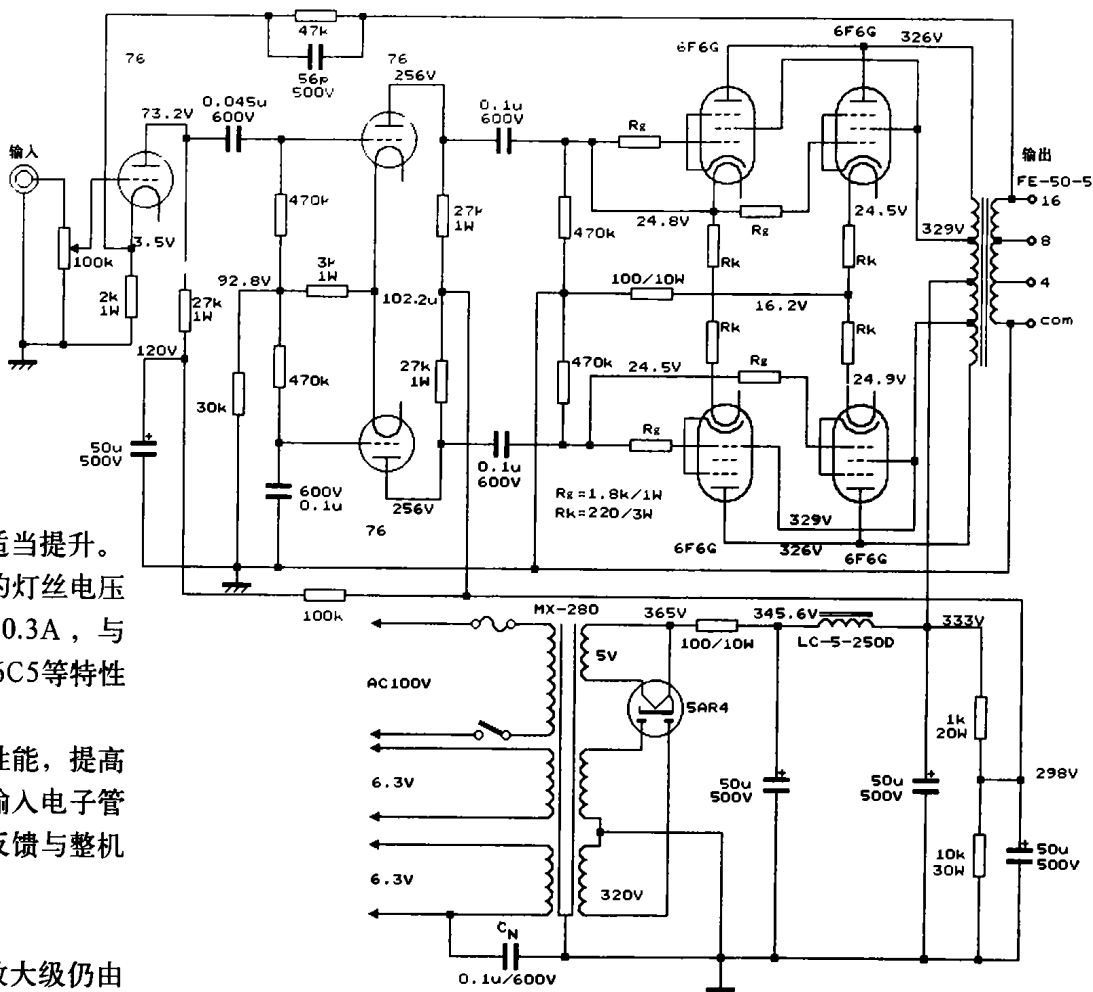 47k
56p
500V
76
76
256V
6F6G
6F6G
326V
73.2V
0.045u
600V
0.1u
600V
Rg
输入
输出
FE-50-5
16
8
4
com
470k
27k
1W
24.8V
Rg
24.5V
329V
3.5V
100k
2k
1W
27k
1W
92.8V
3k
1W
102.2u
470k
Rk
Rk
100/10W
16.2V
Rk
Rk
120V
30k
470k
27k
1W
470k
24.5V
Rg
24.9V
50u
500V
600V
0.1u
256V
76
0.1u
600V
Rg
Rg=1.8k/1W
Rk=220/3W
329V
326V
6F6G
6F6G
100k
适当提升。
的灯丝电压
0.3A，与
6C5等特性
性能，提高
输入电子管
反馈与整机
放大级仍由
MX-280
365V
345.6V
333V
100/10W
LC-5-250D
5V
AC100V
5AR4
1k
20W
298V
50u
500V
50u
500V
10k
30W
50u
500V
6.3V
6.3V
320V
CN
0.1u/600V